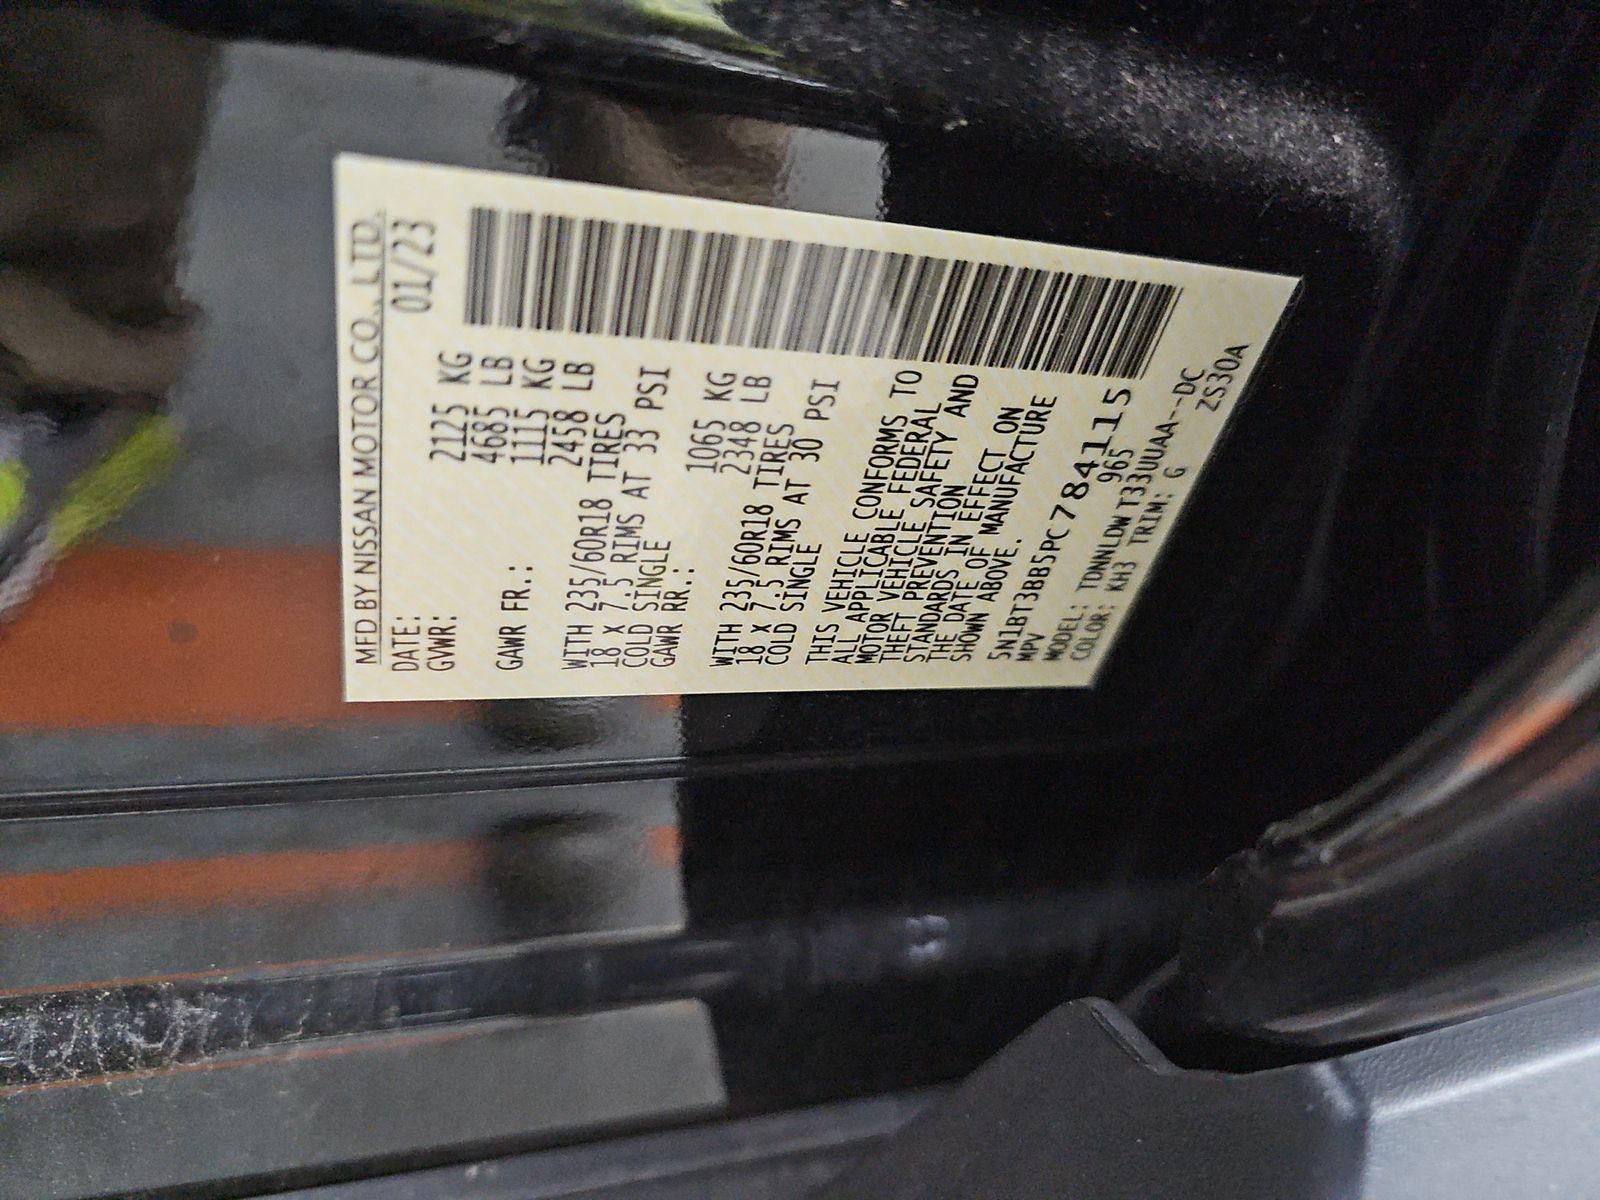 MFD BY NISSAN MOTOR CO., LTD.
DATE: 01/23
GVWR: 2125 KG
4685 LB
GAWR FR.: 1115 KG
2458 LB
WITH 235/60R18 TIRES
18 x 7.5 RIMS AT 33 PSI
COLD SINGLE
GAWR RR.: 1065 KG
2348 LB
WITH 235/60R18 TIRES
18 x 7.5 RIMS AT 30 PSI
COLD SINGLE
THIS VEHICLE CONFORMS TO
ALL APPLICABLE FEDERAL
MOTOR VEHICLE SAFETY AND
THEFT PREVENTION
STANDARDS IN EFFECT ON
THE DATE OF MANUFACTURE
SHOWN ABOVE.
5N1BT3BB5PC784115
MPV 965
MODEL: TDNNLDW T33UUAA--DC
COLOR: KH3 TRIM: G ZS30A